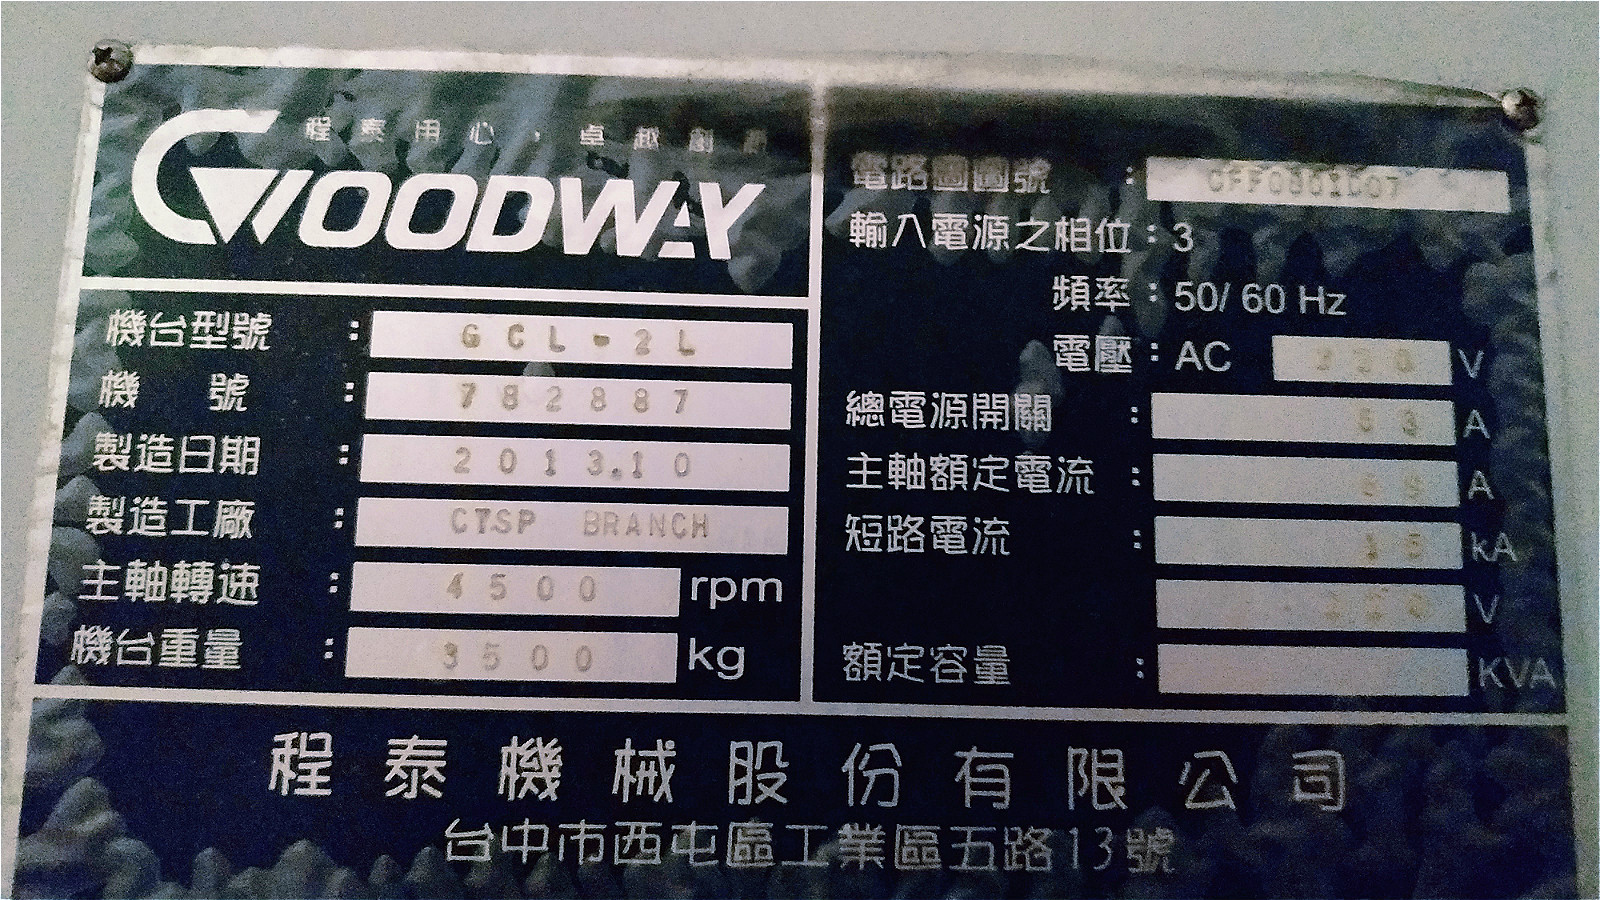 程泰用心，卓越創
GOODWAY
機台型號 : GCL-2L
機號 : 782887
製造日期 : 2013.10
製造工廠 : CTSP BRANCH
主軸轉速 : 4500 rpm
機台重量 : 3500 kg
電路圖圖號 :
輸入電源之相位 : 3
頻率 : 50/ 60 Hz
電壓 : AC 220 V
總電源開關 : 53 A
主軸額定電流 : A
短路電流 : kA
V
額定容量 : KVA
程泰機械股份有限公司
台中市西屯區工業區五路13號